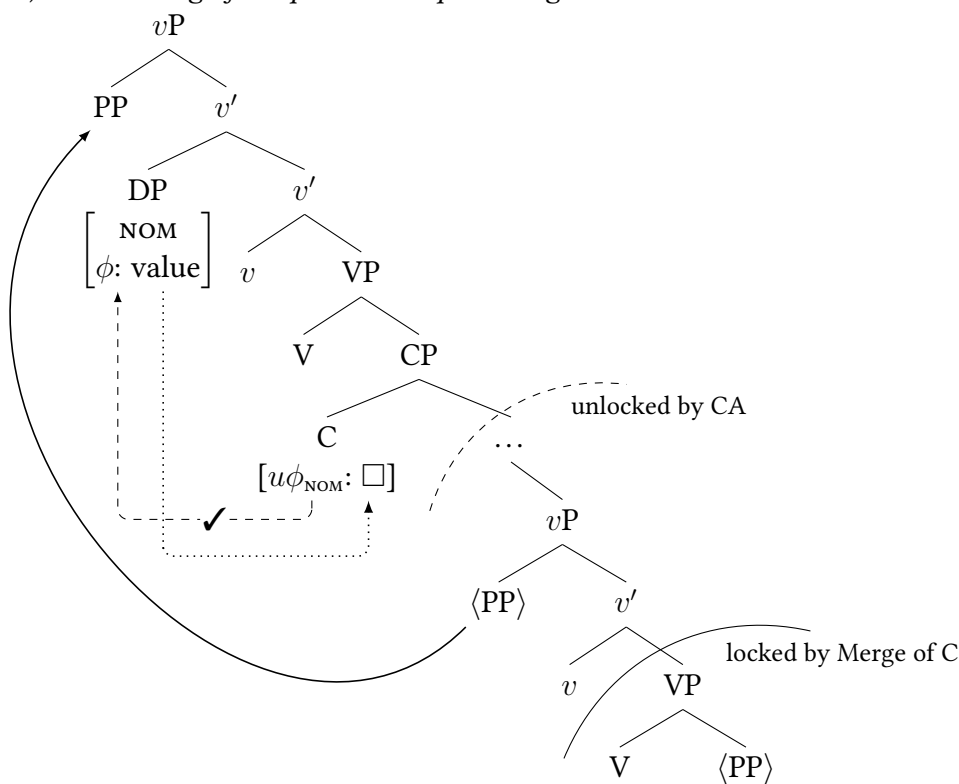 vP
PP v′
DP v′
[NOM
ϕ: value] v VP
V CP
unlocked by CA
C …
[uϕNOM: □]
✓
vP
⟨PP⟩ v′
locked by Merge of C
v VP
V ⟨PP⟩